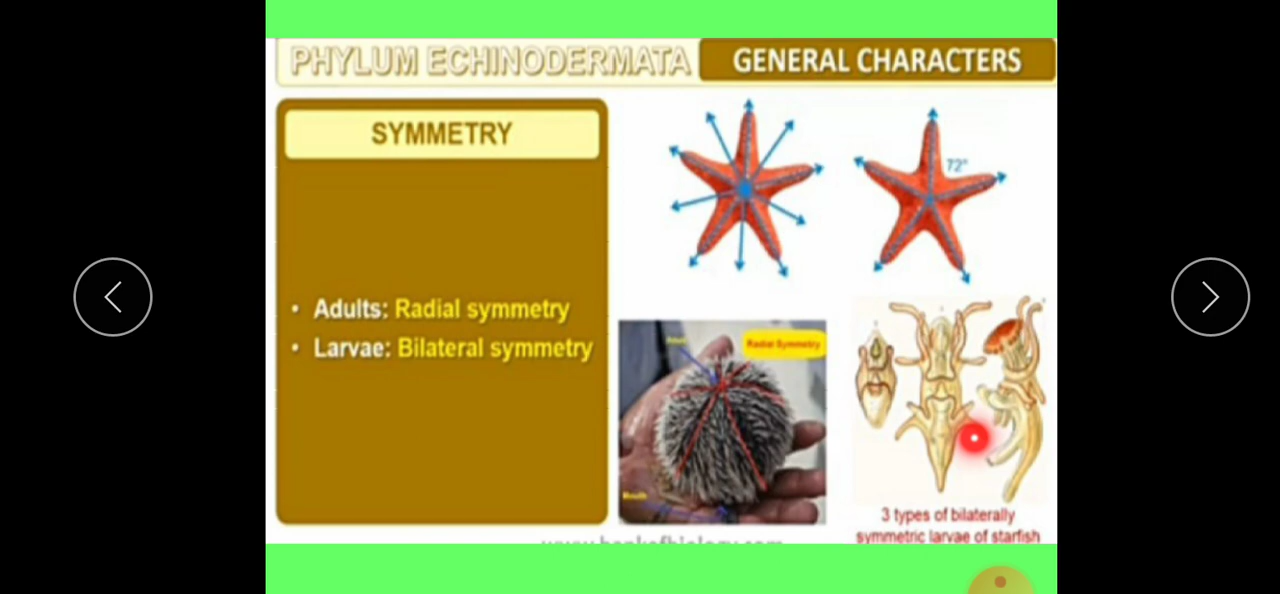 PHYLUM ECHINODERMATA
GENERAL CHARACTERS
SYMMETRY
• Adults: Radial symmetry
• Larvae: Bilateral symmetry
72°
Radial Symmetry
Mouth
3 types of bilaterally
symmetric larvae of starfish